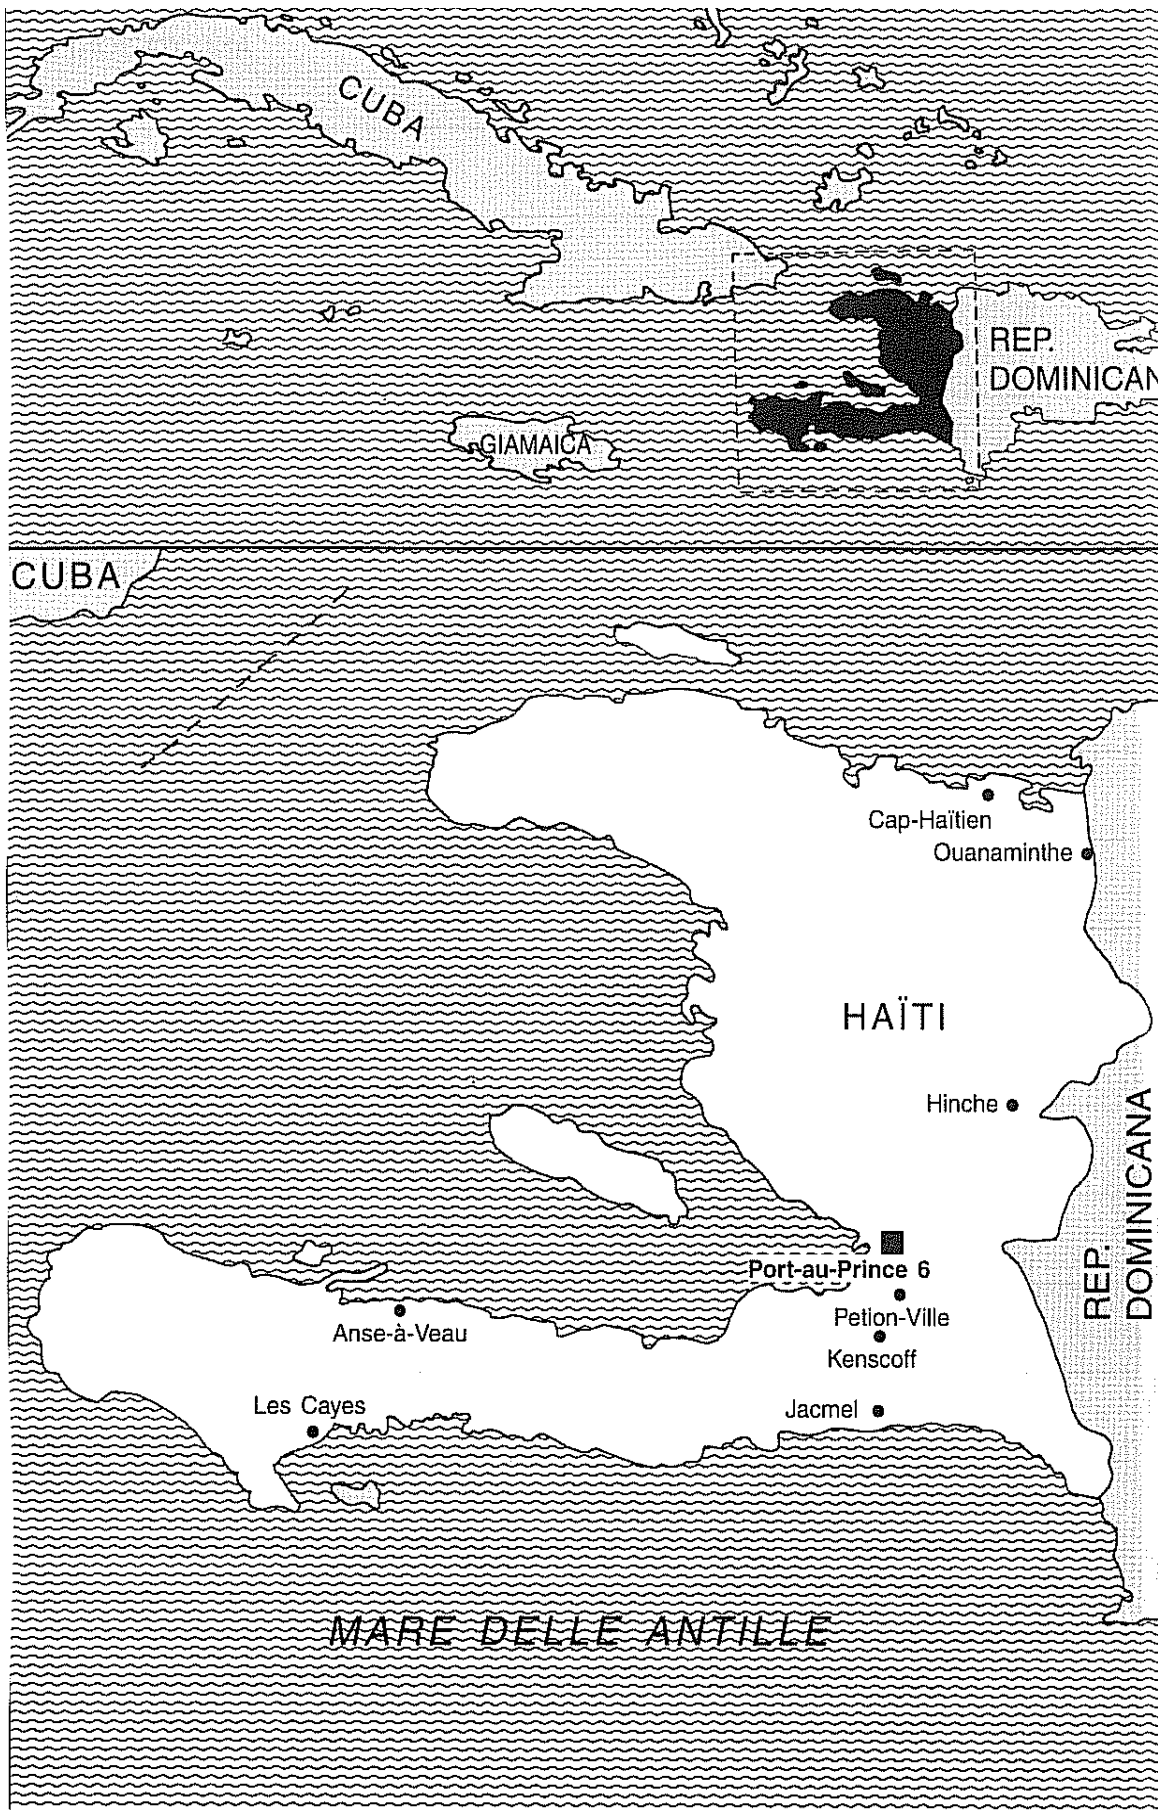 CUBA
REP.
DOMINICAN
GIAMAICA
CUBA
Cap-Haïtien
Ouanaminthe
HAÏTI
Hinche
REP.
DOMINICANA
Port-au-Prince 6
Petion-Ville
Anse-à-Veau
Kenscoff
Les Cayes
Jacmel
MARE DELLE ANTILLE